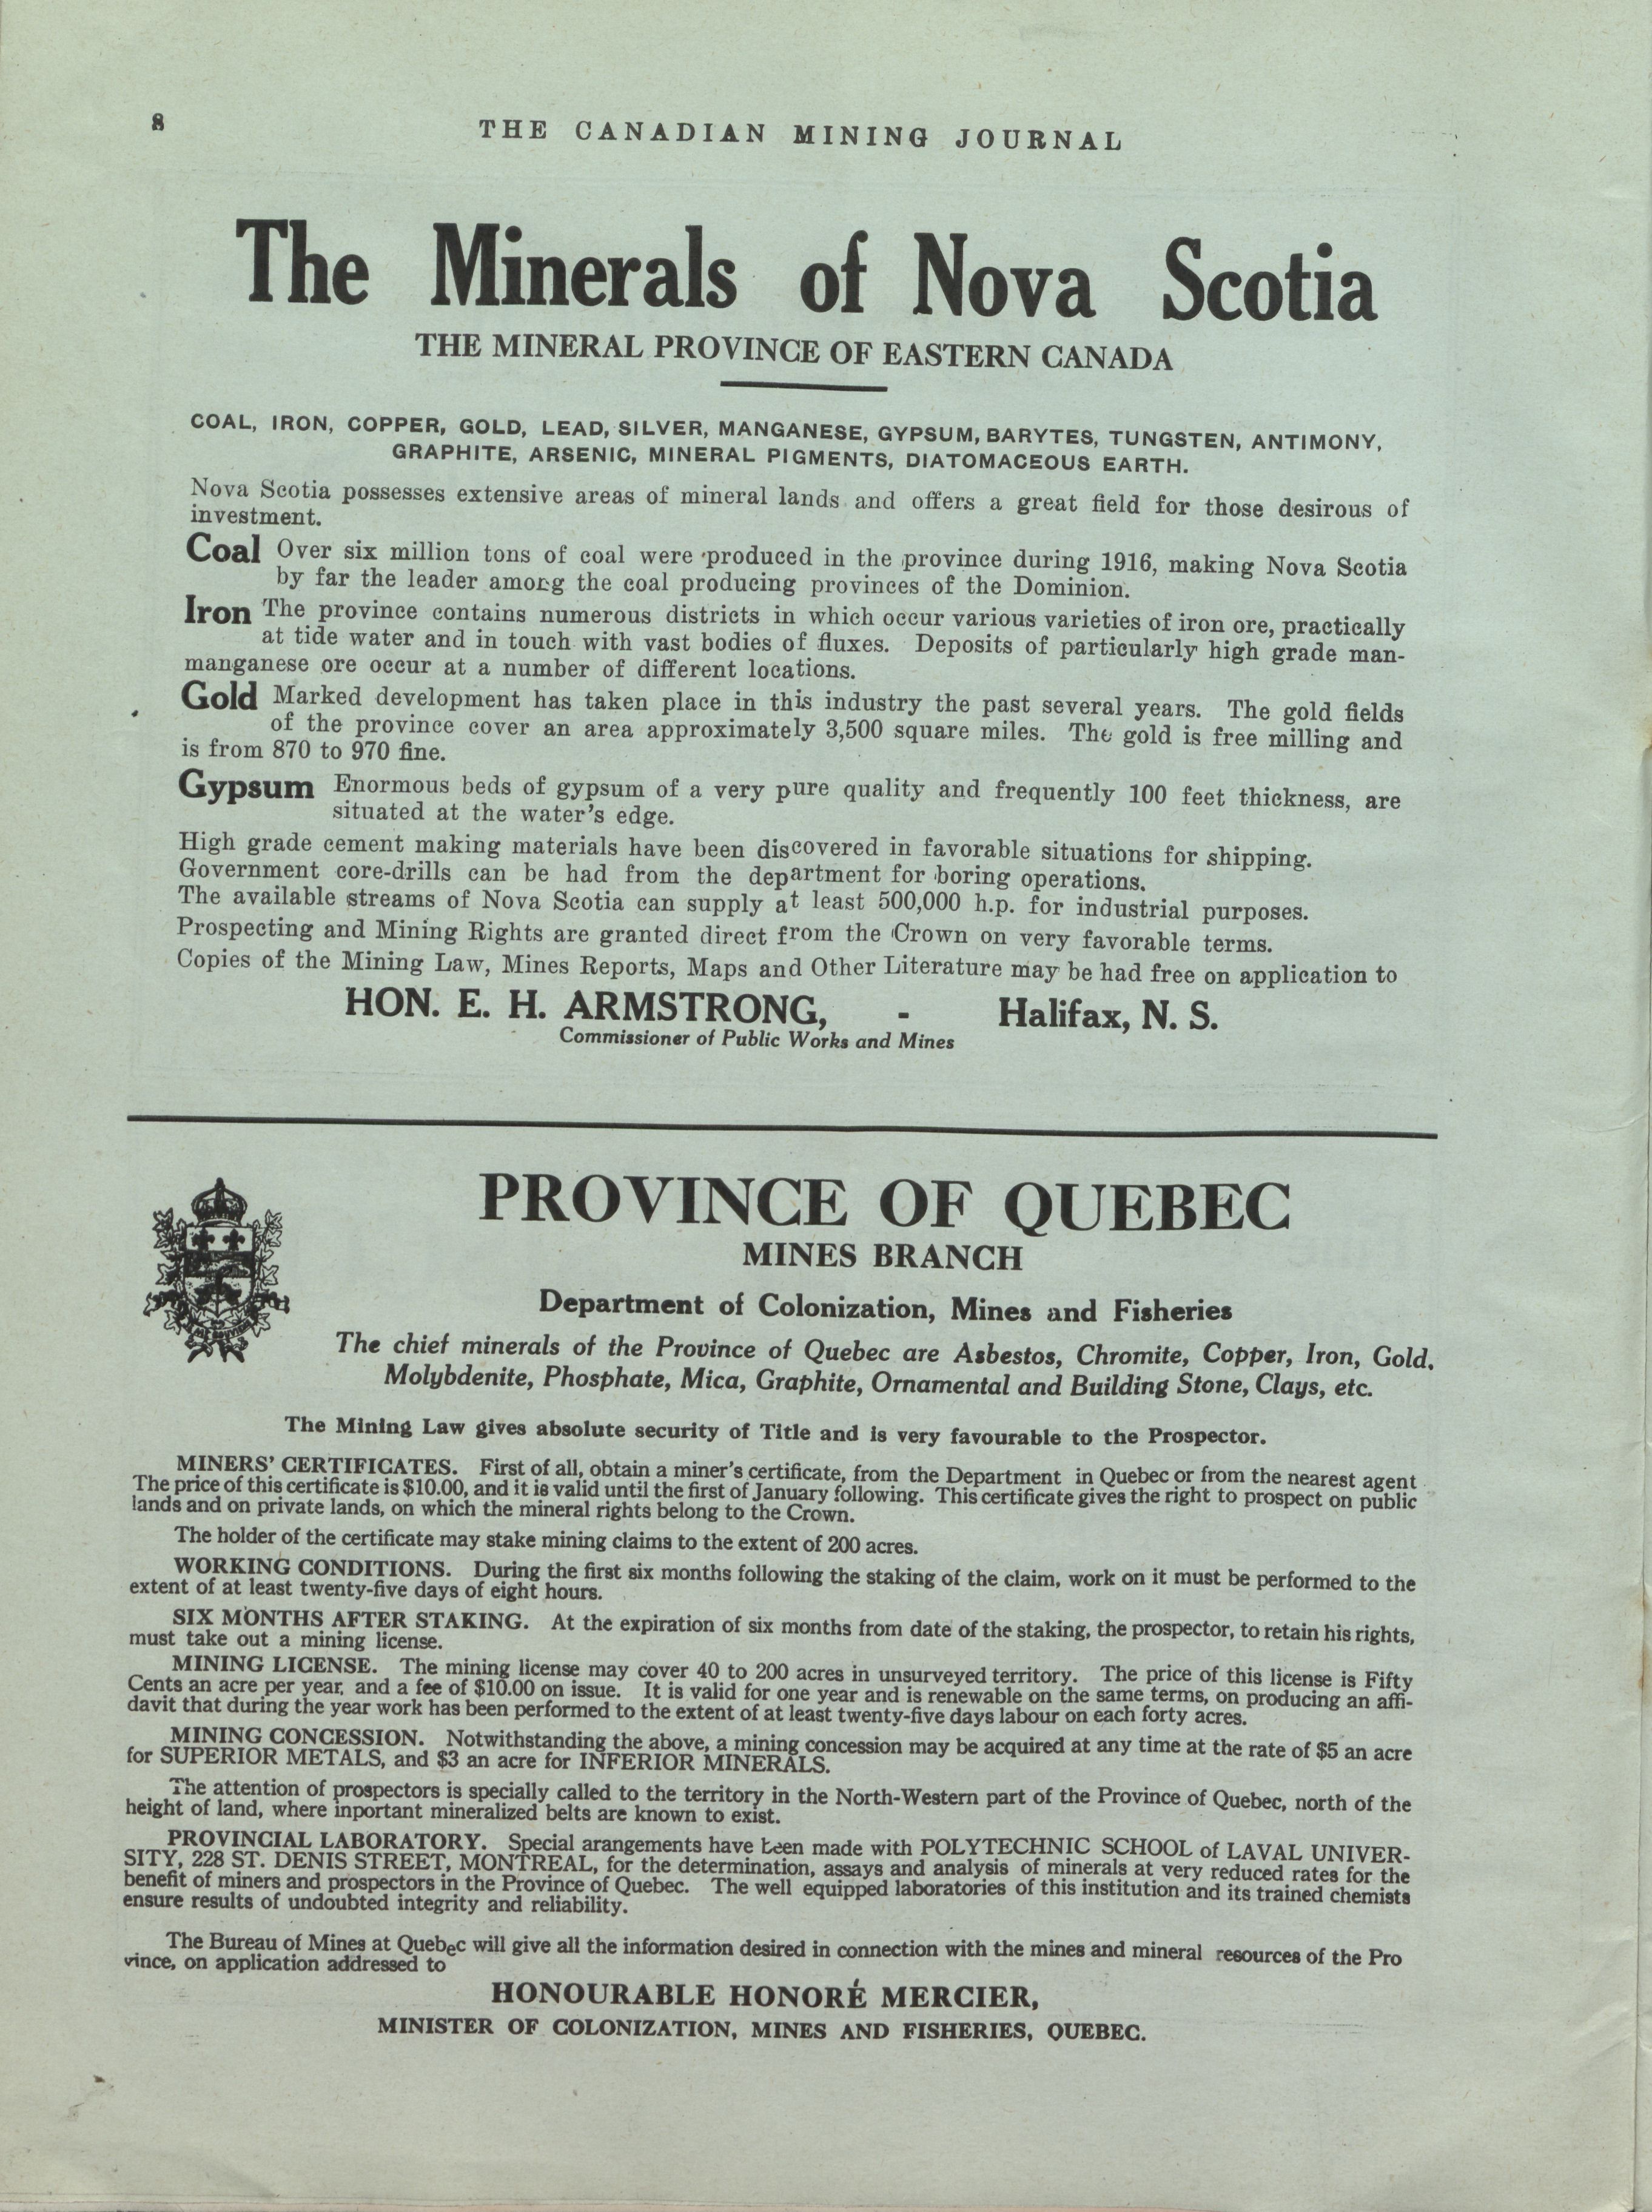 8
THE CANADIAN MINING JOURNAL
The Minerals of Nova Scotia
THE MINERAL PROVINCE OF EASTERN CANADA
COAL, IRON, COPPER, GOLD, LEAD, SILVER, MANGANESE, GYPSUM, BARYTES, TUNGSTEN, ANTIMONY,
GRAPHITE, ARSENIC, MINERAL PIGMENTS, DIATOMACEOUS EARTH.
Nova Scotia possesses extensive areas of mineral lands and offers a great field for those desirous of
investment.
Coal Over six million tons of coal were produced in the province during 1916, making Nova Scotia
by far the leader among the coal producing provinces of the Dominion.
Iron The province contains numerous districts in which occur various varieties of iron ore, practically
at tide water and in touch with vast bodies of fluxes. Deposits of particularly high grade man-
manganese ore occur at a number of different locations.
Gold Marked development has taken place in this industry the past several years. The gold fields
of the province cover an area approximately 3,500 square miles. The gold is free milling and
is from 870 to 970 fine.
Gypsum Enormous beds of gypsum of a very pure quality and frequently 100 feet thickness, are
situated at the water's edge.
High grade cement making materials have been discovered in favorable situations for shipping.
Government core-drills can be had from the department for boring operations.
The available streams of Nova Scotia can supply at least 500,000 h.p. for industrial purposes.
Prospecting and Mining Rights are granted direct from the Crown on very favorable terms.
Copies of the Mining Law, Mines Reports, Maps and Other Literature may be had free on application to
HON. E. H. ARMSTRONG, - Halifax, N. S.
Commissioner of Public Works and Mines
PROVINCE OF QUEBEC
MINES BRANCH
Department of Colonization, Mines and Fisheries
The chief minerals of the Province of Quebec are Asbestos, Chromite, Copper, Iron, Gold,
Molybdenite, Phosphate, Mica, Graphite, Ornamental and Building Stone, Clays, etc.
The Mining Law gives absolute security of Title and is very favourable to the Prospector.
MINERS' CERTIFICATES. First of all, obtain a miner's certificate, from the Department in Quebec or from the nearest agent
The price of this certificate is $10.00, and it is valid until the first of January following. This certificate gives the right to prospect on public
lands and on private lands, on which the mineral rights belong to the Crown.
The holder of the certificate may stake mining claims to the extent of 200 acres.
WORKING CONDITIONS. During the first six months following the staking of the claim, work on it must be performed to the
extent of at least twenty-five days of eight hours.
SIX MONTHS AFTER STAKING. At the expiration of six months from date of the staking, the prospector, to retain his rights,
must take out a mining license.
MINING LICENSE. The mining license may cover 40 to 200 acres in unsurveyed territory. The price of this license is Fifty
Cents an acre per year, and a fee of $10.00 on issue. It is valid for one year and is renewable on the same terms, on producing an affi-
davit that during the year work has been performed to the extent of at least twenty-five days labour on each forty acres.
MINING CONCESSION. Notwithstanding the above, a mining concession may be acquired at any time at the rate of $5 an acre
for SUPERIOR METALS, and $3 an acre for INFERIOR MINERALS.
The attention of prospectors is specially called to the territory in the North-Western part of the Province of Quebec, north of the
height of land, where inportant mineralized belts are known to exist.
PROVINCIAL LABORATORY. Special arangements have been made with POLYTECHNIC SCHOOL of LAVAL UNIVER-
SITY, 228 ST. DENIS STREET, MONTREAL, for the determination, assays and analysis of minerals at very reduced rates for the
benefit of miners and prospectors in the Province of Quebec. The well equipped laboratories of this institution and its trained chemists
ensure results of undoubted integrity and reliability.
The Bureau of Mines at Quebec will give all the information desired in connection with the mines and mineral resources of the Pro
vince, on application addressed to
HONOURABLE HONORÉ MERCIER,
MINISTER OF COLONIZATION, MINES AND FISHERIES, QUEBEC.